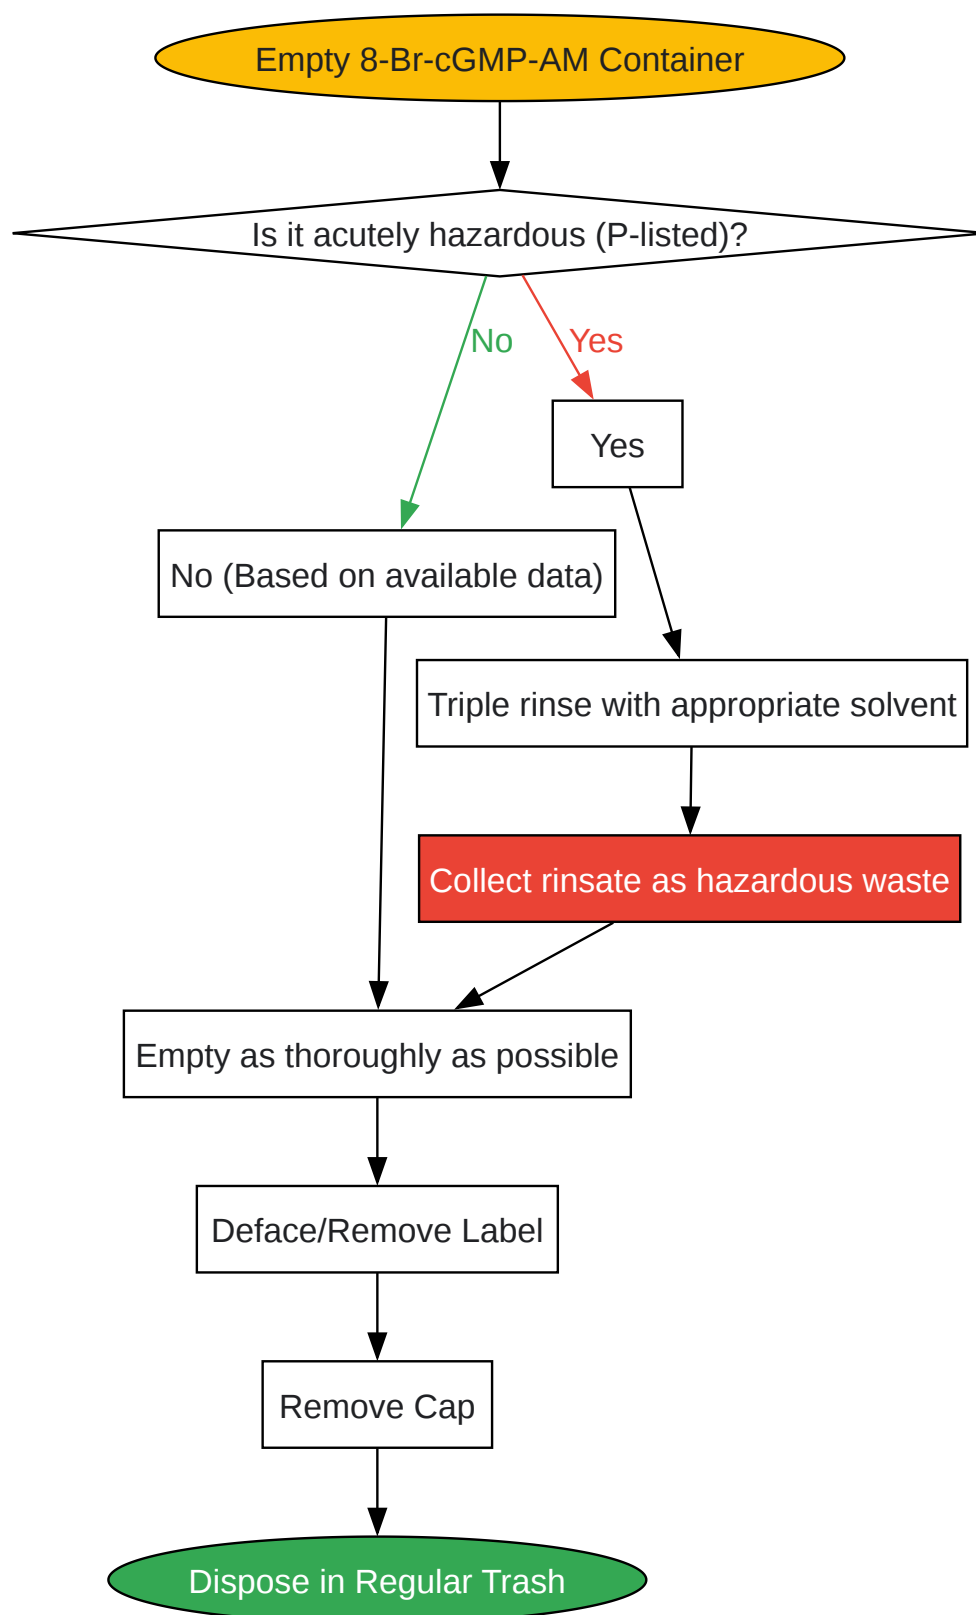 Empty 8-Br-cGMP-AM Container
Is it acutely hazardous (P-listed)?
No
Yes
Yes
No (Based on available data)
Triple rinse with appropriate solvent
Collect rinsate as hazardous waste
Empty as thoroughly as possible
Deface/Remove Label
Remove Cap
Dispose in Regular Trash